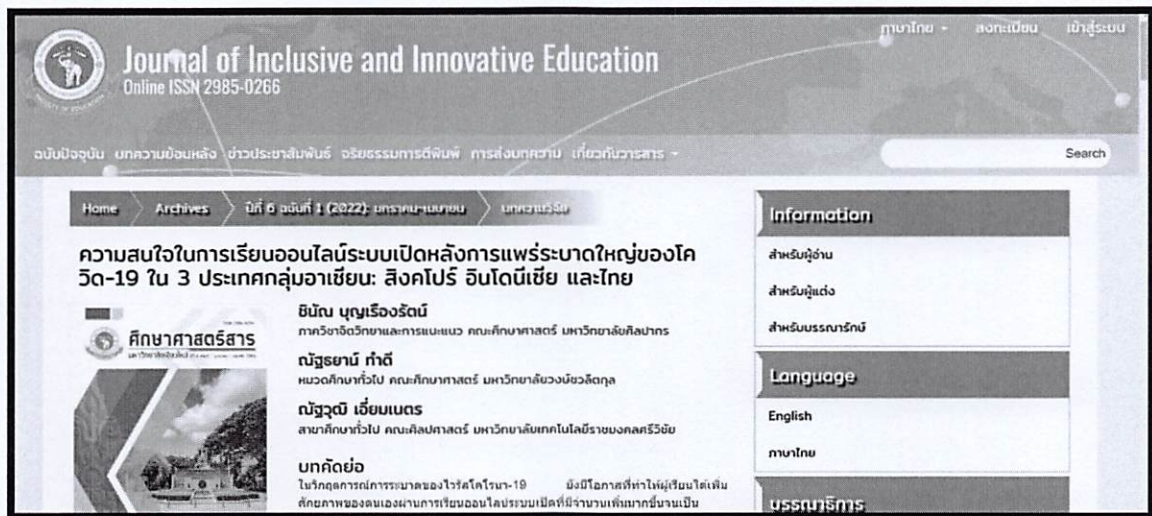 ภาษาไทย ลงทะเบียน เข้าสู่ระบบ
Journal of Inclusive and Innovative Education
Online ISSN 2985-0266
ฉบับปัจจุบัน บทความย้อนหลัง ข่าวประชาสัมพันธ์ จริยธรรมการตีพิมพ์ การส่งบทความ เกี่ยวกับวารสาร
Search
Home Archives ปีที่ 6 ฉบับที่ 1 (2022): มกราคม-เมษายน บทความวิจัย
ความสนใจในการเรียนออนไลน์ระบบเปิดหลังการแพร่ระบาดใหญ่ของโค
วิด-19 ใน 3 ประเทศกลุ่มอาเซียน: สิงคโปร์ อินโดนีเซีย และไทย
ศึกษาศาสตร์สาร
ชินัณ บุญเรืองรัตน์
ภาควิชาจิตวิทยาและการแนะแนว คณะศึกษาศาสตร์ มหาวิทยาลัยศิลปากร
ณัฐธยาน์ ทำดี
หมวดศึกษาทั่วไป คณะศึกษาศาสตร์ มหาวิทยาลัยวงษ์ชวลิตกุล
ณัฐวุฒิ เอี่ยมเนตร
สาขาศึกษาทั่วไป คณะศิลปศาสตร์ มหาวิทยาลัยเทคโนโลยีราชมงคลศรีวิชัย
บทคัดย่อ
ในวิกฤตการณ์การระบาดของไวรัสโคโรนา-19 ยังมีโอกาสที่ทำให้ผู้เรียนได้เพิ่ม
ศักยภาพของตนเองผ่านการเรียนออนไลน์ระบบเปิดที่มีจำนวนเพิ่มมากขึ้นจนเป็น
Information
สำหรับผู้อ่าน
สำหรับผู้แต่ง
สำหรับบรรณารักษ์
Language
English
ภาษาไทย
บรรณาธิการ